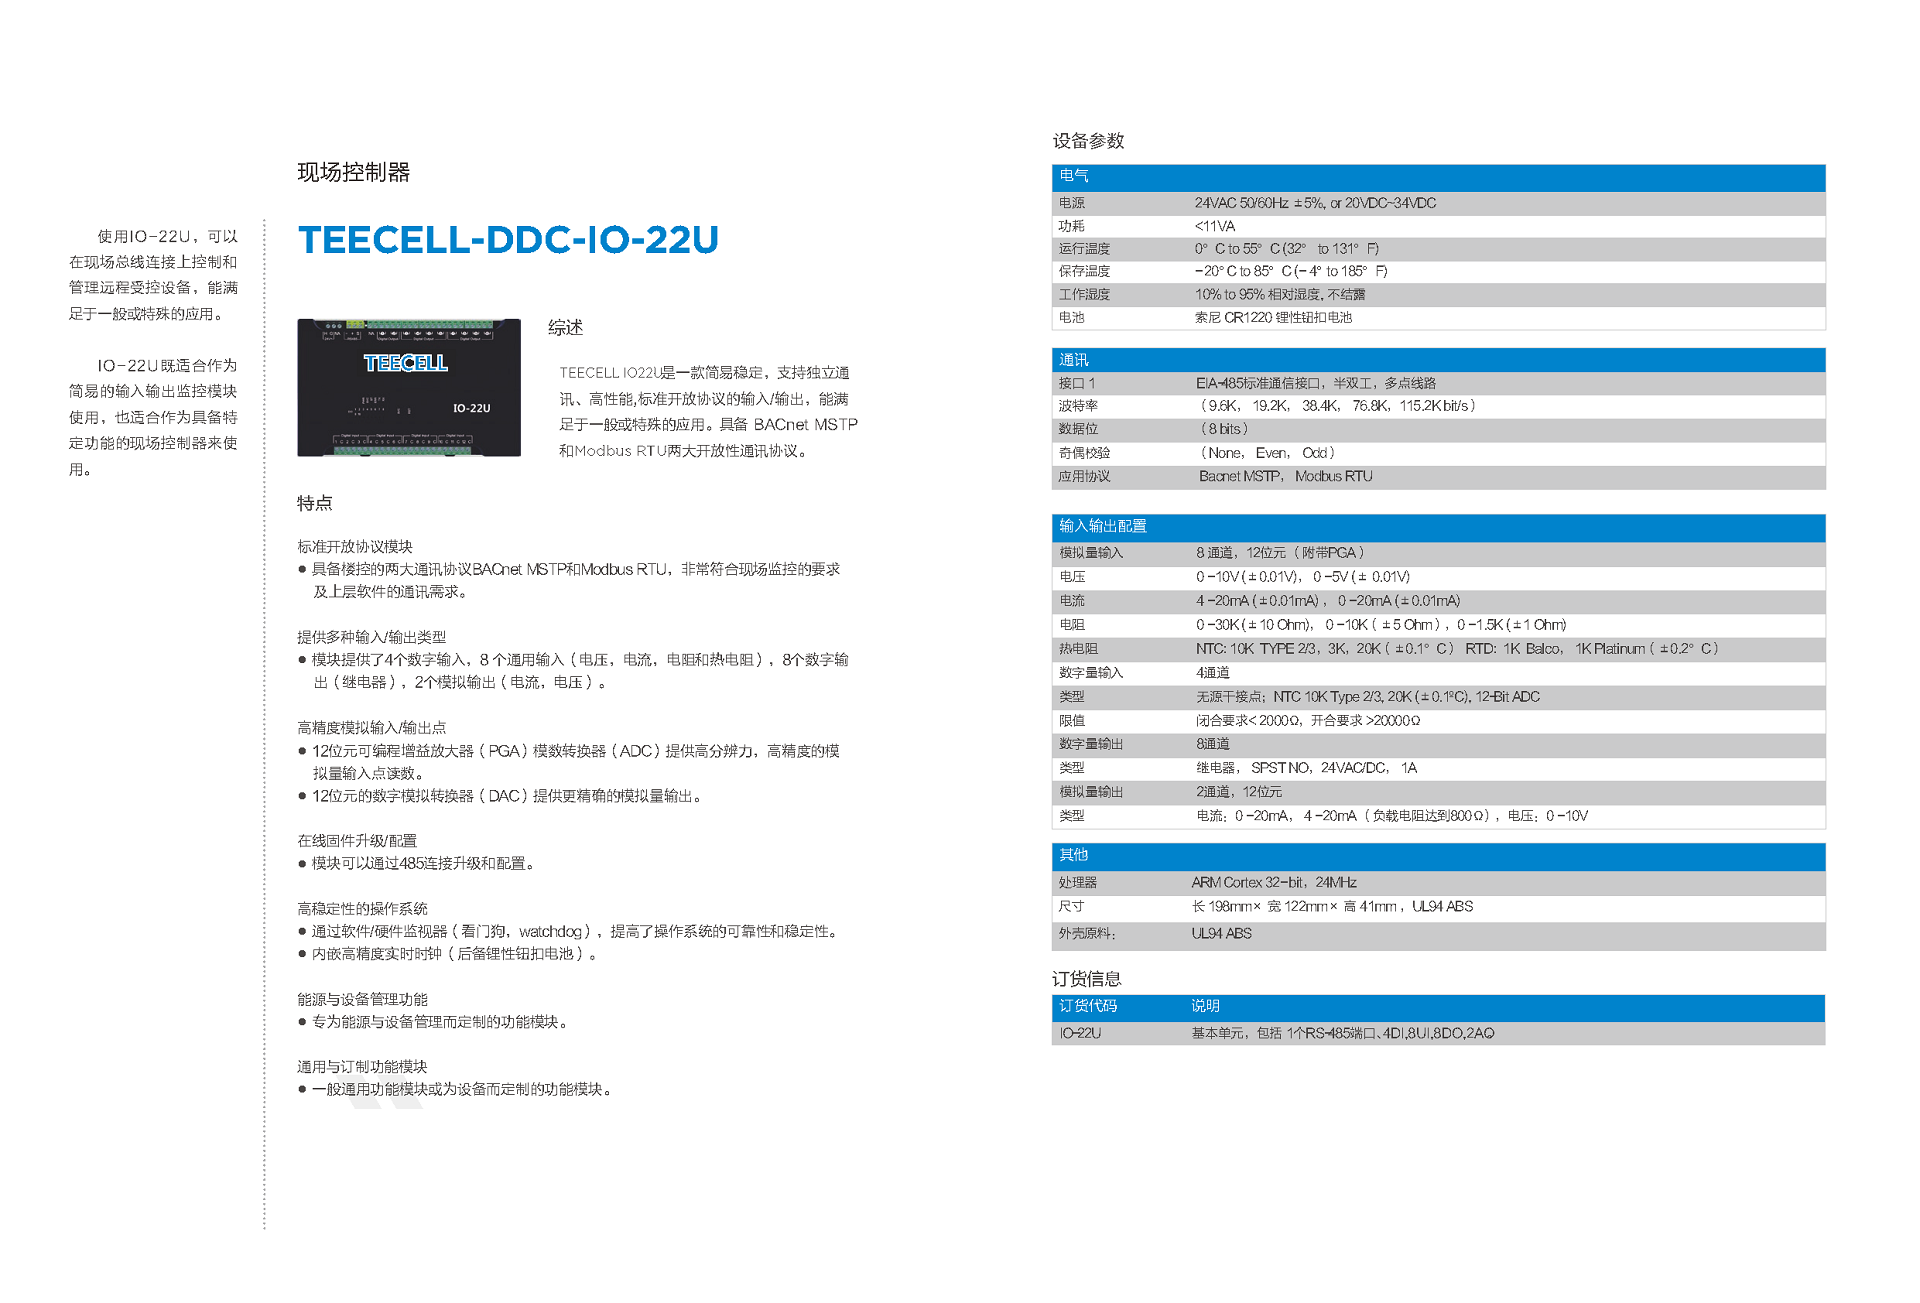 现场控制器
使用IO-22U，可以
在现场总线连接上控制和
管理远程受控设备，能满
足于一般或特殊的应用。
IO-22U既适合作为
简易的输入输出监控模块
使用，也适合作为具备特
定功能的现场控制器来使
用。
TEECELL-DDC-IO-22U
TEECELL
IO-22U
综述
TEECELL IO22U是一款简易稳定，支持独立通
讯、高性能,标准开放协议的输入/输出，能满
足于一般或特殊的应用。具备 BACnet MSTP
和Modbus RTU两大开放性通讯协议。
特点
标准开放协议模块
● 具备楼控的两大通讯协议BACnet MSTP和Modbus RTU，非常符合现场监控的要求
及上层软件的通讯需求。
提供多种输入/输出类型
● 模块提供了4个数字输入，8 个通用输入（电压，电流，电阻和热电阻），8个数字输
出（继电器），2个模拟输出（电流，电压）。
高精度模拟输入/输出点
● 12位元可编程增益放大器（PGA）模数转换器（ADC）提供高分辨力，高精度的模
拟量输入点读数。
● 12位元的数字模拟转换器（DAC）提供更精确的模拟量输出。
在线固件升级/配置
● 模块可以通过485连接升级和配置。
高稳定性的操作系统
● 通过软件/硬件监视器（看门狗，watchdog），提高了操作系统的可靠性和稳定性。
● 内嵌高精度实时时钟（后备锂性钮扣电池）。
能源与设备管理功能
● 专为能源与设备管理而定制的功能模块。
通用与订制功能模块
● 一般通用功能模块或为设备而定制的功能模块。
设备参数
电气
电源 24VAC 50/60Hz ±5%, or 20VDC~34VDC
功耗 <11VA
运行温度 0° C to 55° C (32° to 131° F)
保存温度 -20° C to 85° C (- 4° to 185° F)
工作湿度 10% to 95% 相对湿度, 不结露
电池 索尼 CR1220 锂性钮扣电池
通讯
接口 1 EIA-485标准通信接口，半双工，多点线路
波特率 （9.6K， 19.2K， 38.4K， 76.8K， 115.2K bit/s）
数据位 （8 bits）
奇偶校验 （None， Even， Odd）
应用协议 Bacnet MSTP， Modbus RTU
输入输出配置
模拟量输入 8 通道，12位元（ 附带PGA ）
电压 0 -10V ( ± 0.01V)， 0 -5V ( ± 0.01V)
电流 4 -20mA ( ± 0.01mA) ， 0 -20mA ( ± 0.01mA)
电阻 0 -30K ( ± 10 Ohm)， 0 -10K （ ± 5 Ohm ) , 0 -1.5K ( ± 1 Ohm)
热电阻 NTC: 10K TYPE 2/3，3K，20K（ ±0.1° C ） RTD: 1K Balco， 1K Platinum（ ±0.2° C ）
数字量输入 4通道
类型 无源干接点；NTC 10K Type 2/3, 20K ( ± 0.1ºC), 12-Bit ADC
限值 闭合要求< 2000Ω，开合要求 >20000Ω
数字量输出 8通道
类型 继电器， SPST NO，24VAC/DC， 1A
模拟量输出 2通道，12位元
类型 电流：0 -20mA， 4 -20mA（ 负载电阻达到800Ω），电压：0 -10V
其他
处理器 ARM Cortex 32-bit，24MHz
尺寸 长 198mm× 宽 122mm× 高 41mm，UL94 ABS
外壳原料： UL94 ABS
订货信息
订货代码 说明
IO-22U 基本单元，包括 1个RS-485端口、4DI,8UI,8DO,2AO